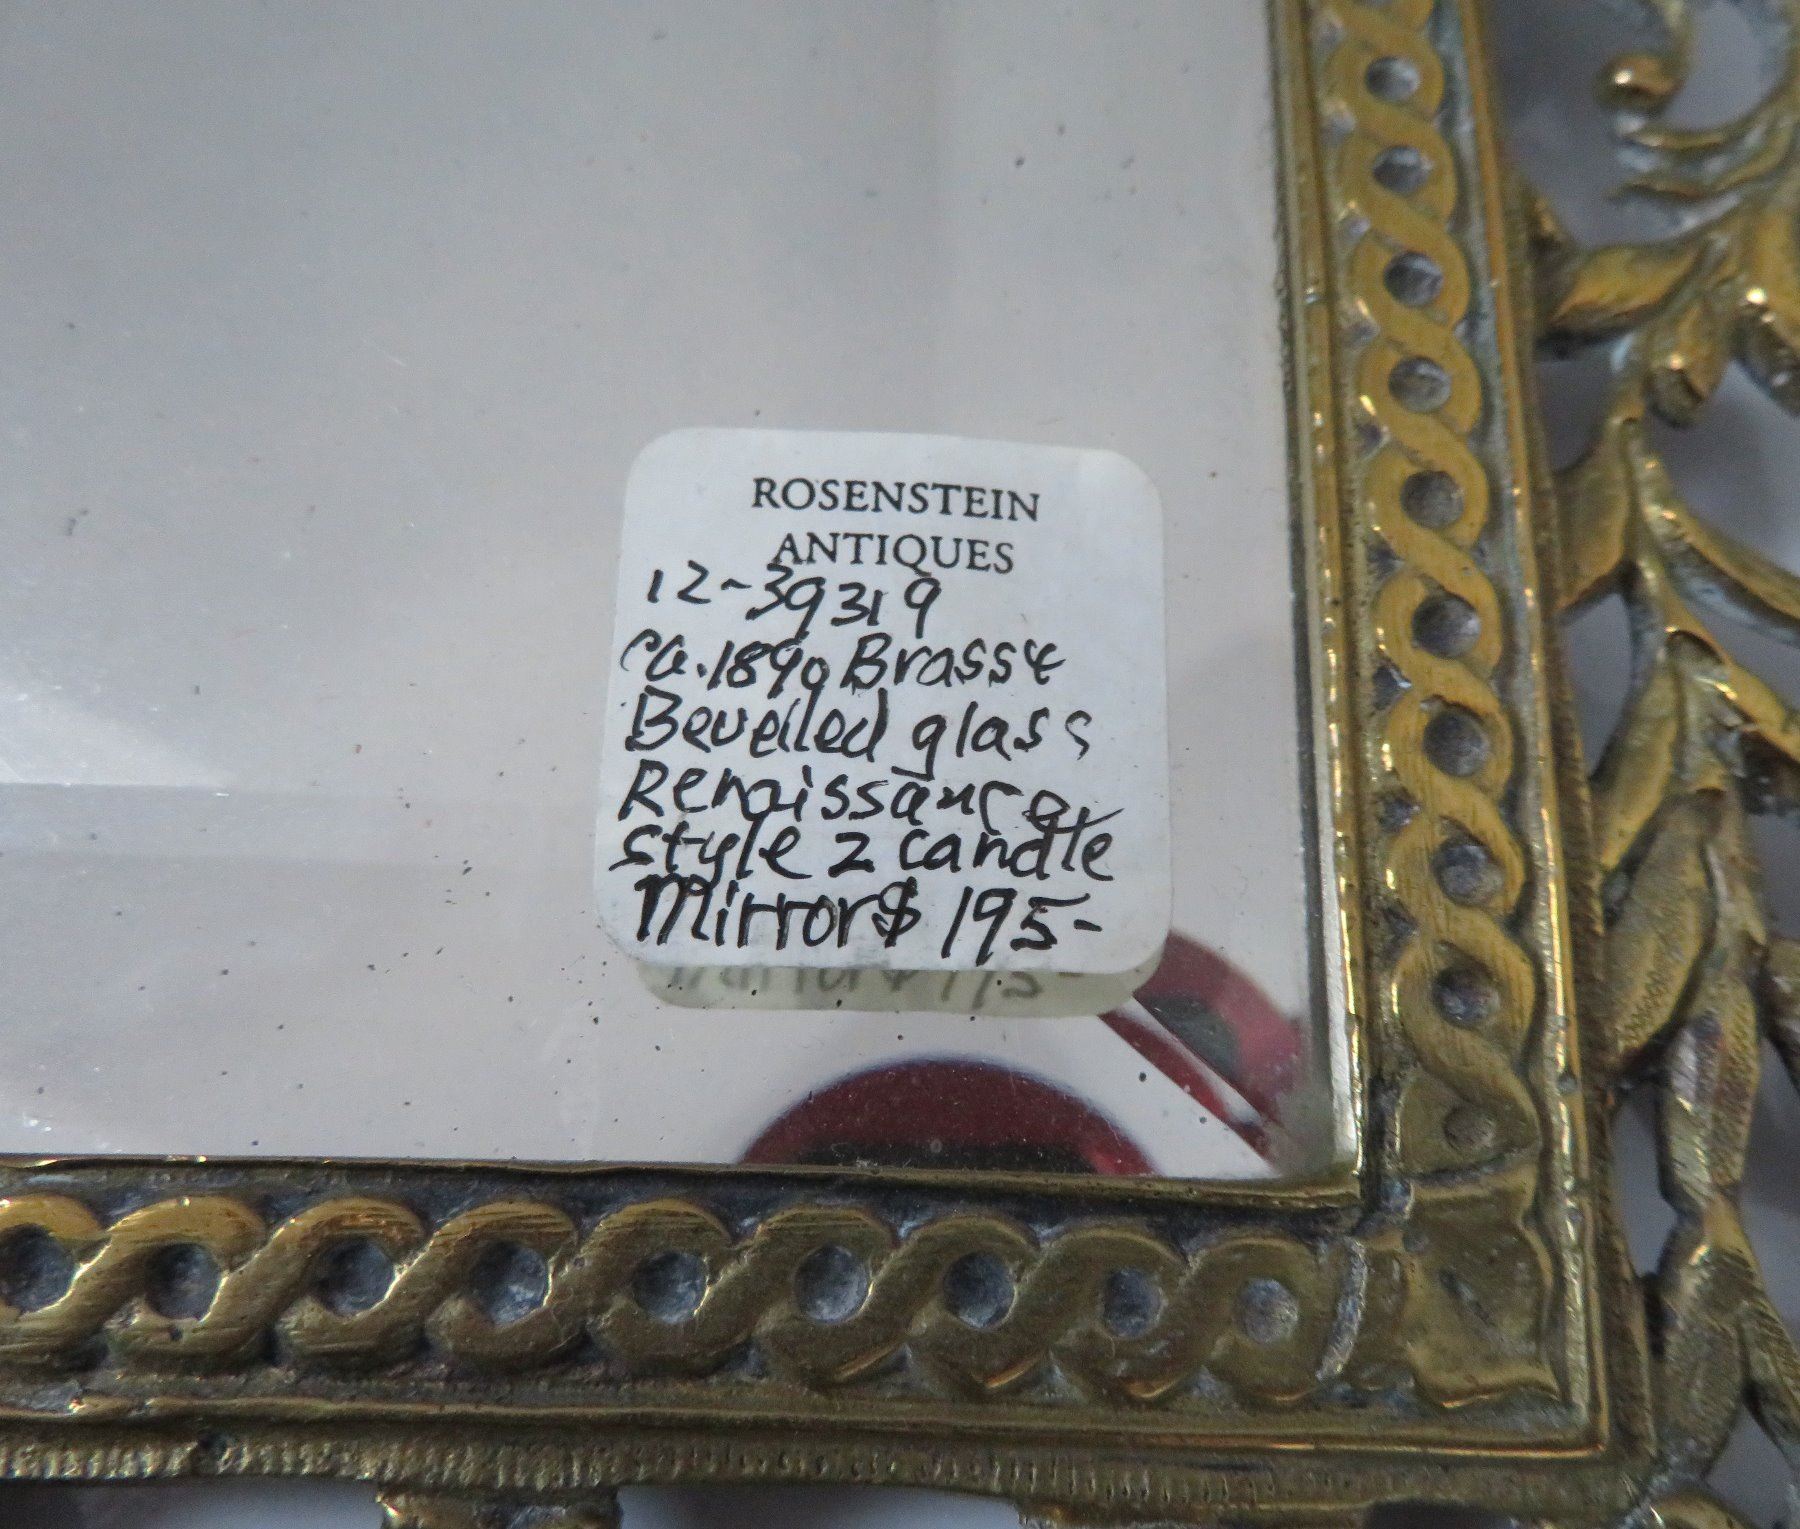 ROSENSTEIN
ANTIQUES
12-39319
ca. 1890 Brass &
Bevelled glass
Renaissance
style 2 candle
Mirror $ 195-